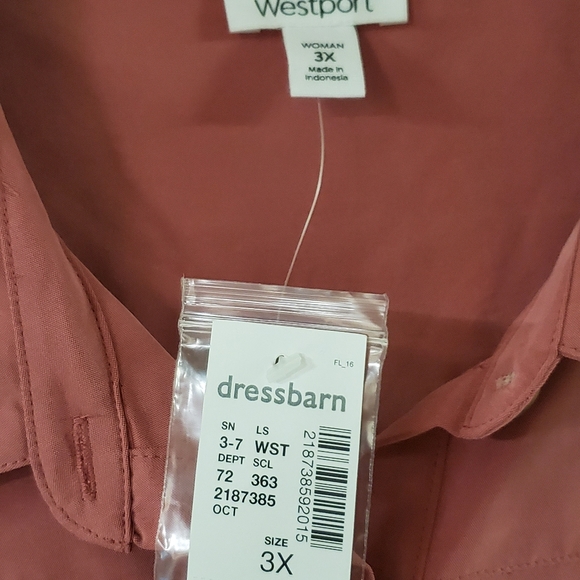 Westport
WOMAN
3X
Made in
Indonesia
FL_16
dressbarn
SN LS
3-7 WST
DEPT SCL
72 363
2187385
OCT
218738592015
SIZE
3X